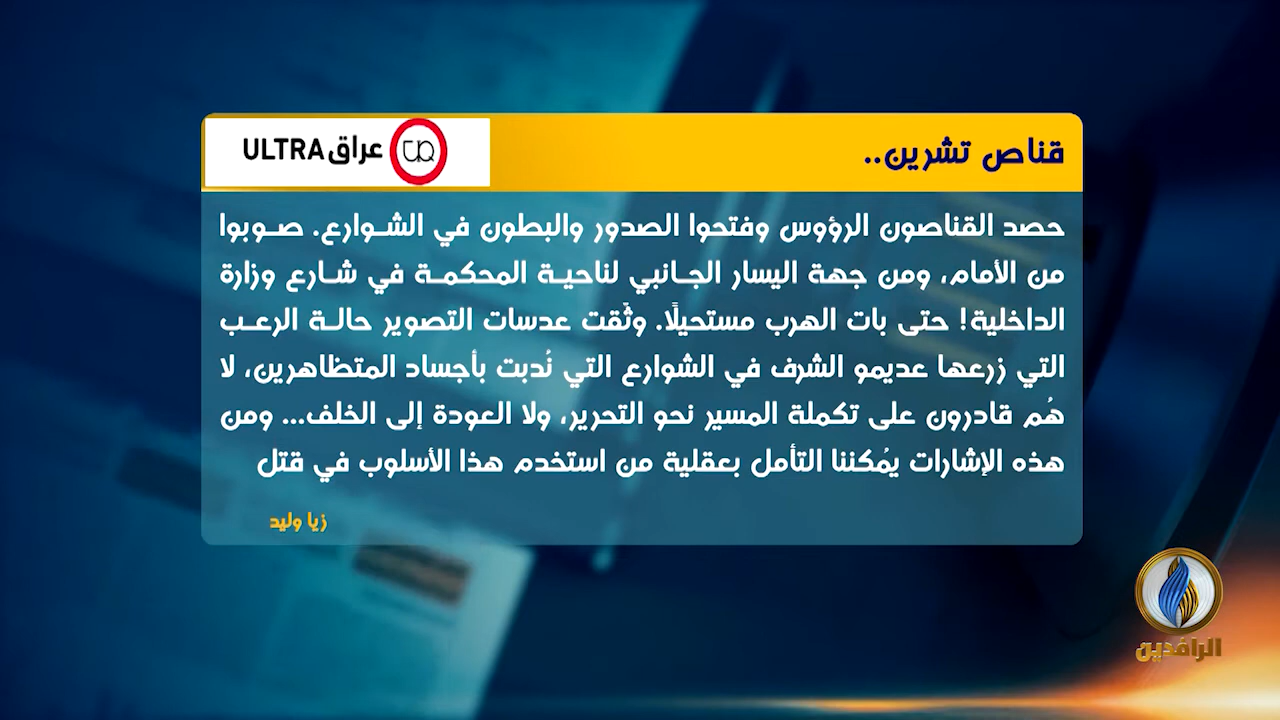 قناص تشرين..
عراق ULTRA
حصد القناصون الرؤوس وفتحوا الصدور والبطون في الشوارع. صوبوا
من الأمام، ومن جهة اليسار الجانبي لناحية المحكمة في شارع وزارة
الداخلية! حتى بات الهرب مستحيلًا. وثّقت عدسات التصوير حالة الرعب
التي زرعها عديمو الشرف في الشوارع التي نُدبت بأجساد المتظاهرين، لا
هُم قادرون على تكملة المسير نحو التحرير، ولا العودة إلى الخلف... ومن
هذه الإشارات يُمكننا التأمل بعقلية من استخدم هذا الأسلوب في قتل
زيا وليد
الرافدين